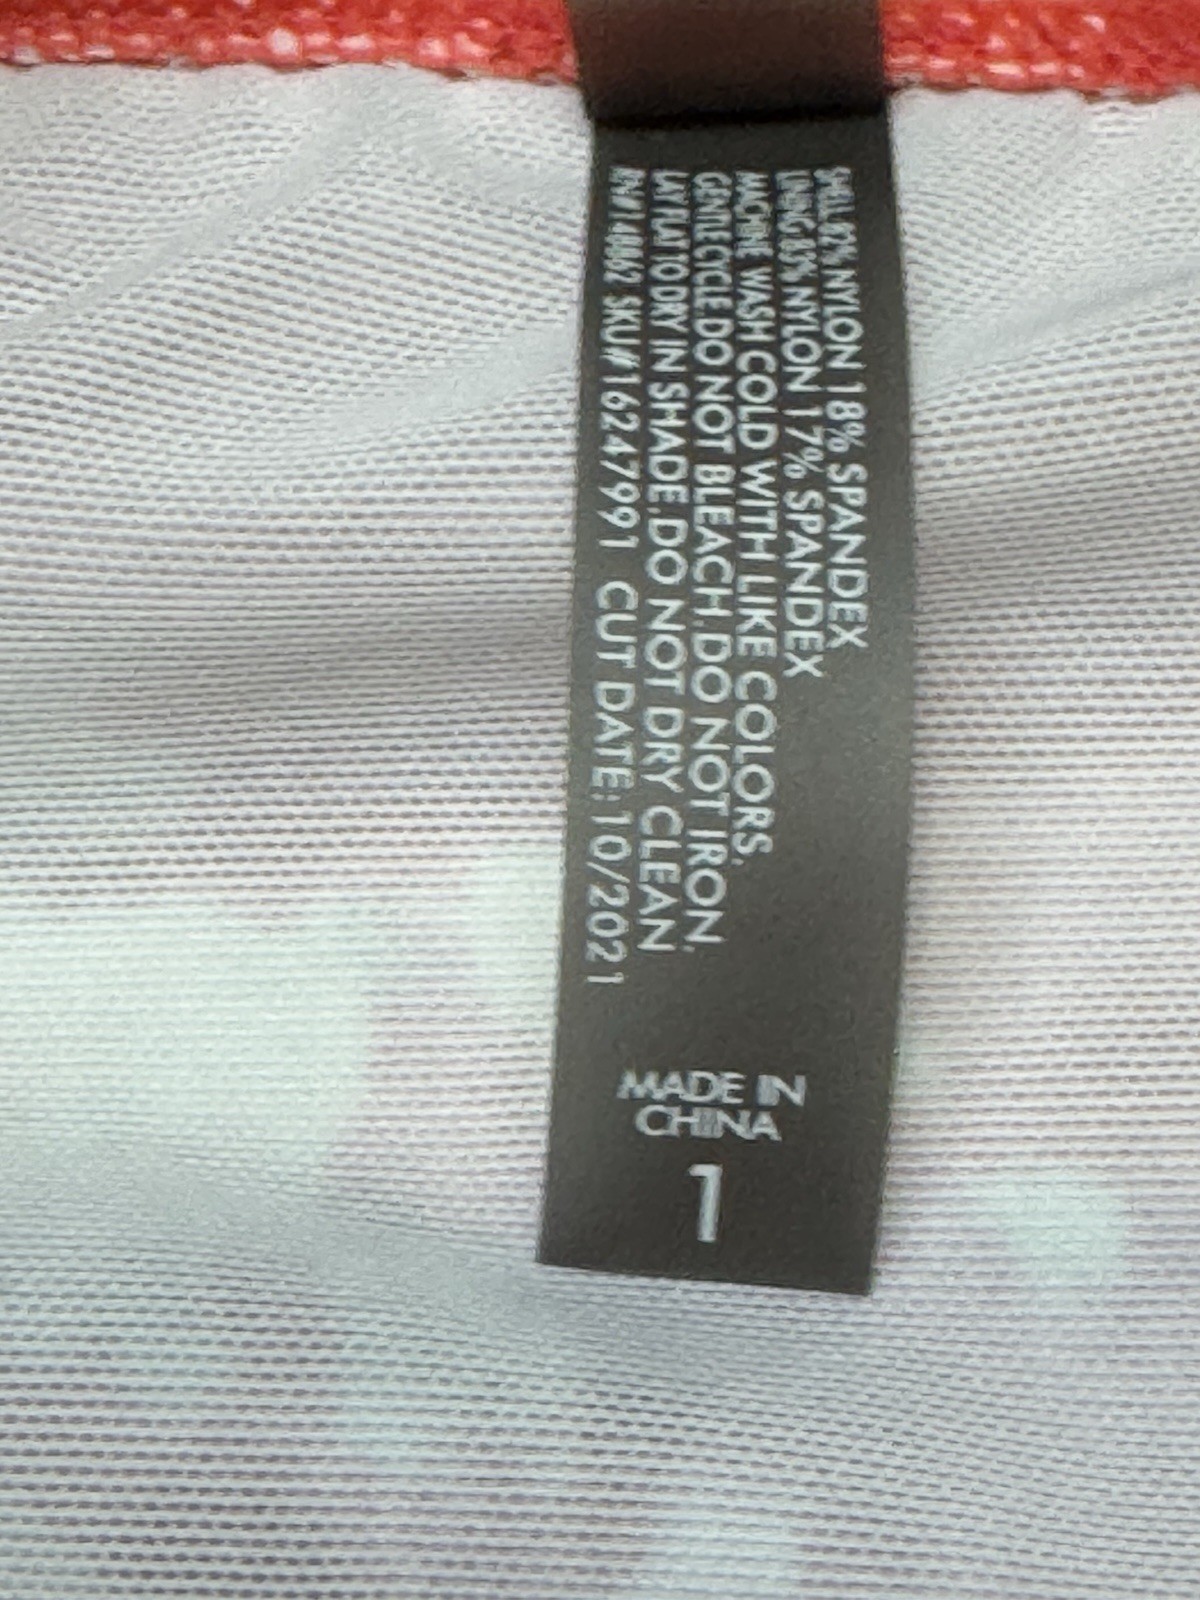 SHELL 82% NYLON 18% SPANDEX
LINING 83% NYLON 17% SPANDEX
MACHINE WASH COLD WITH LIKE COLORS.
GENTLE CYCLE.DO NOT BLEACH.DO NOT IRON.
LAY FLAT TO DRY IN SHADE.DO NOT DRY CLEAN.
SKU#16247991 CUT DATE: 10/2021
MADE IN
CHINA
1